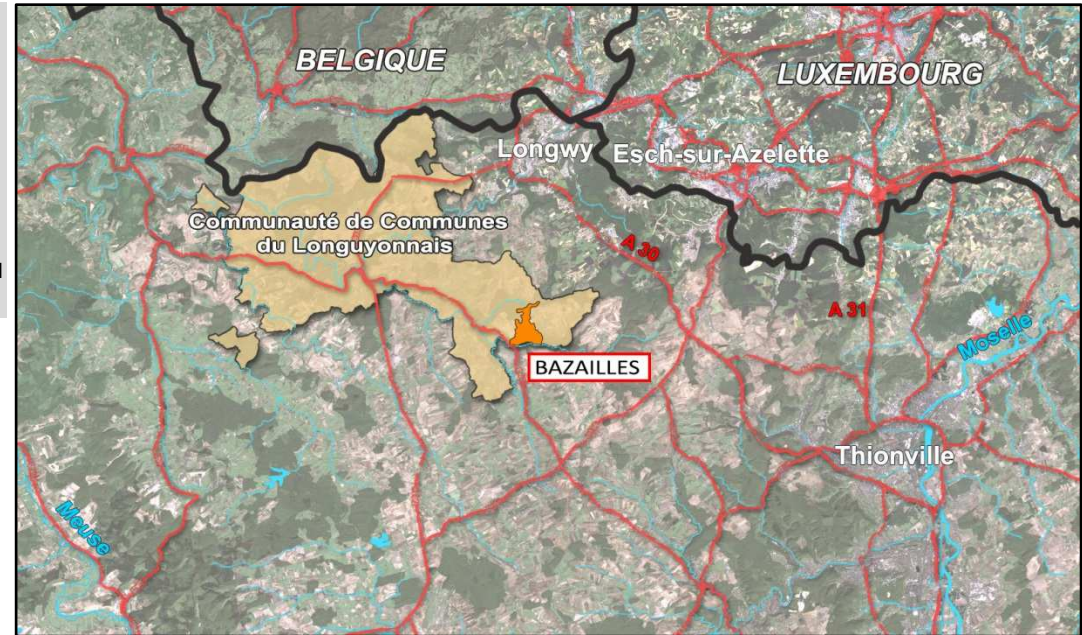 BELGIQUE
LUXEMBOURG
Longwy
Esch-sur-Azelette
Communauté de Communes
du Longuyonnais
A 30
A 31
Moselle
BAZAILLES
Thionville
Meuse